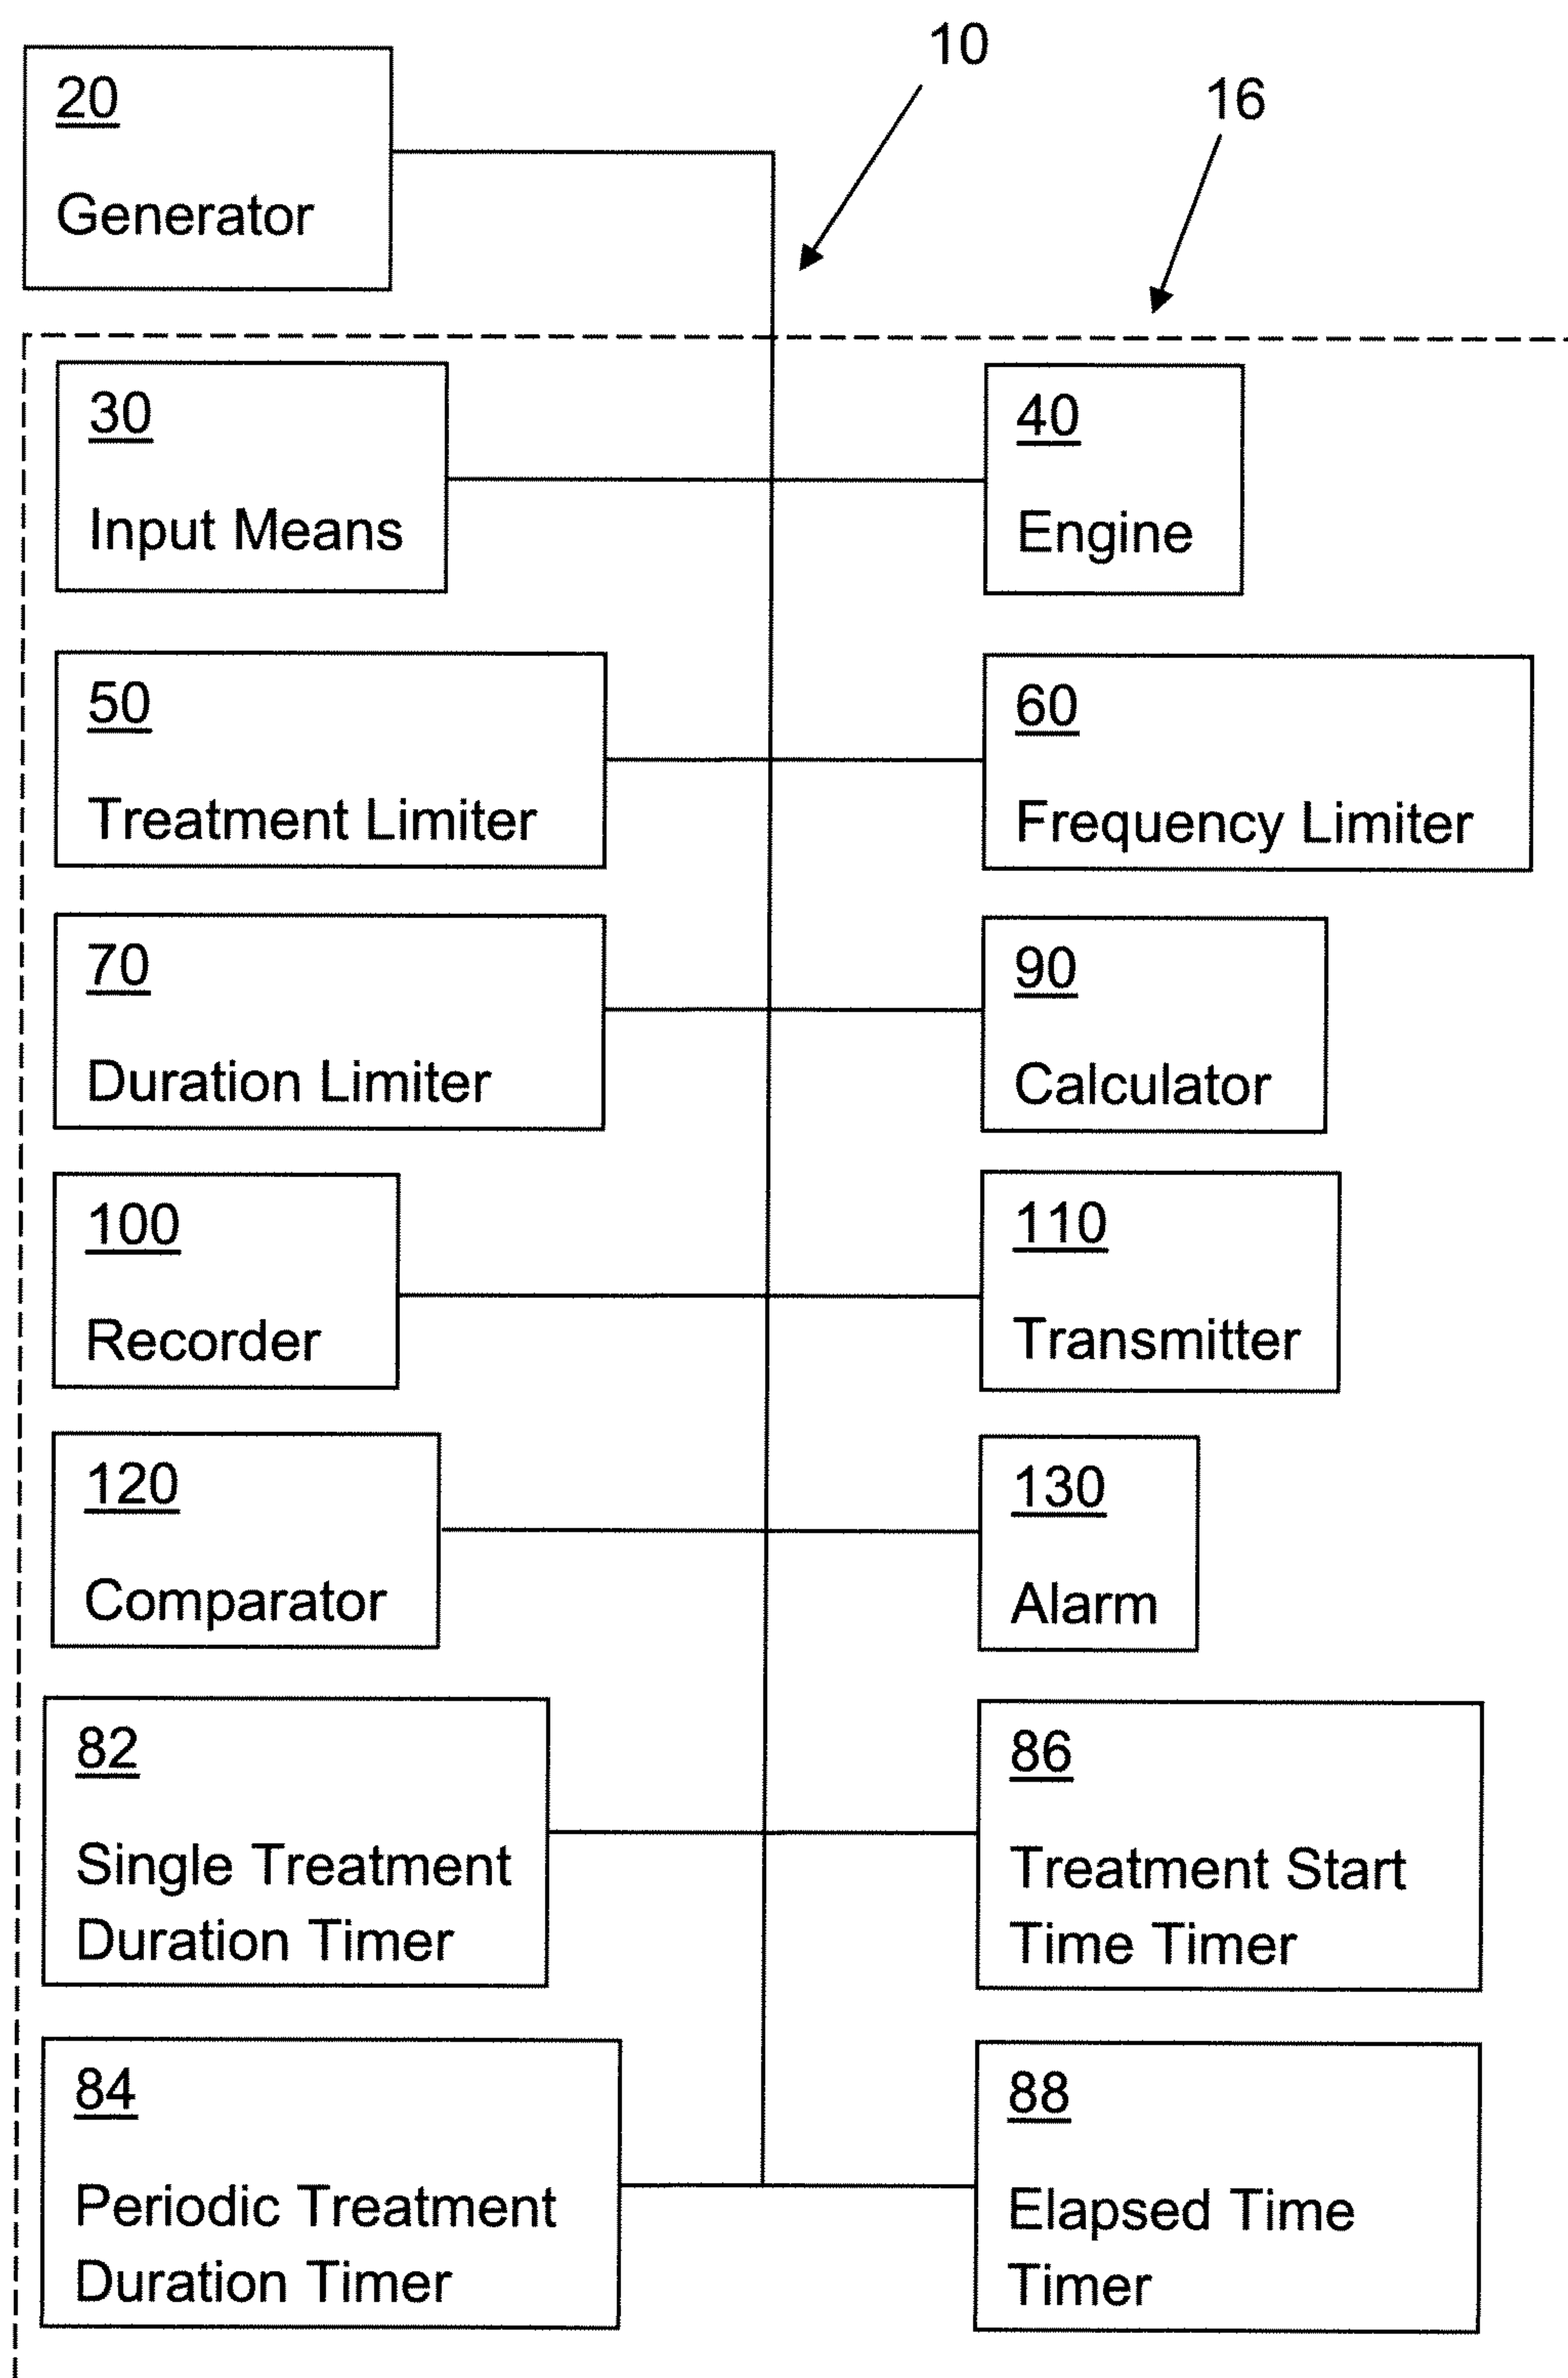 10
16
20
Generator
30
Input Means
40
Engine
50
Treatment Limiter
60
Frequency Limiter
70
Duration Limiter
90
Calculator
100
Recorder
110
Transmitter
120
Comparator
130
Alarm
82
Single Treatment
Duration Timer
86
Treatment Start
Time Timer
84
Periodic Treatment
Duration Timer
88
Elapsed Time
Timer